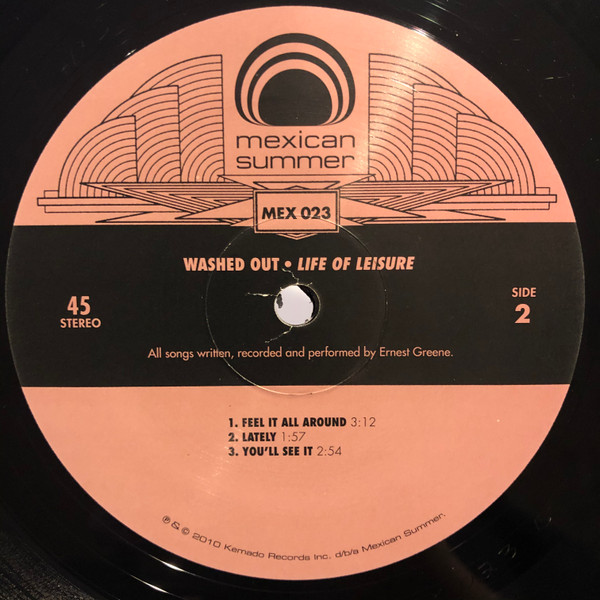 mexican
summer
MEX 023
WASHED OUT • LIFE OF LEISURE
45
STEREO
SIDE
2
All songs written, recorded and performed by Ernest Greene.
1. FEEL IT ALL AROUND 3:12
2. LATELY 1:57
3. YOU'LL SEE IT 2:54
℗ & © 2010 Kemado Records Inc. d/b/a Mexican Summer.